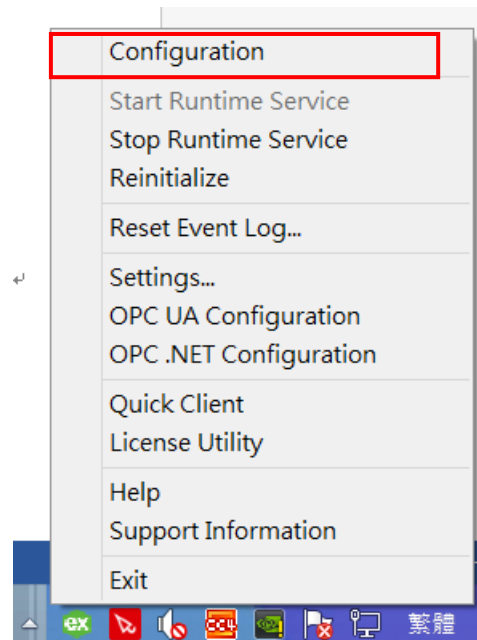 Configuration
Start Runtime Service
Stop Runtime Service
Reinitialize
Reset Event Log...
Settings...
OPC UA Configuration
OPC .NET Configuration
Quick Client
License Utility
Help
Support Information
Exit
ex CC4 繁體